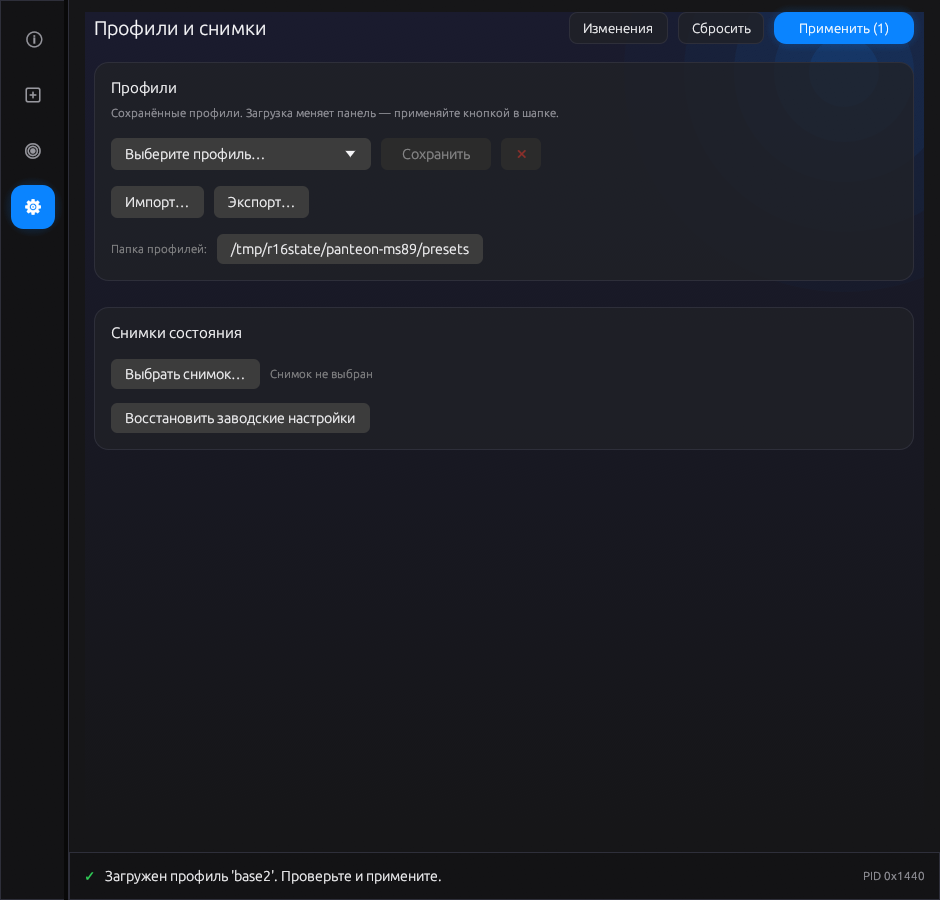 Профили и снимки
Изменения
Сбросить
Применить (1)
Профили
Сохранённые профили. Загрузка меняет панель — применяйте кнопкой в шапке.
Выберите профиль…
Сохранить
Импорт…
Экспорт…
Папка профилей:
/tmp/r16state/panteon-ms89/presets
Снимки состояния
Выбрать снимок…
Снимок не выбран
Восстановить заводские настройки
Загружен профиль 'base2'. Проверьте и примените.
PID 0x1440